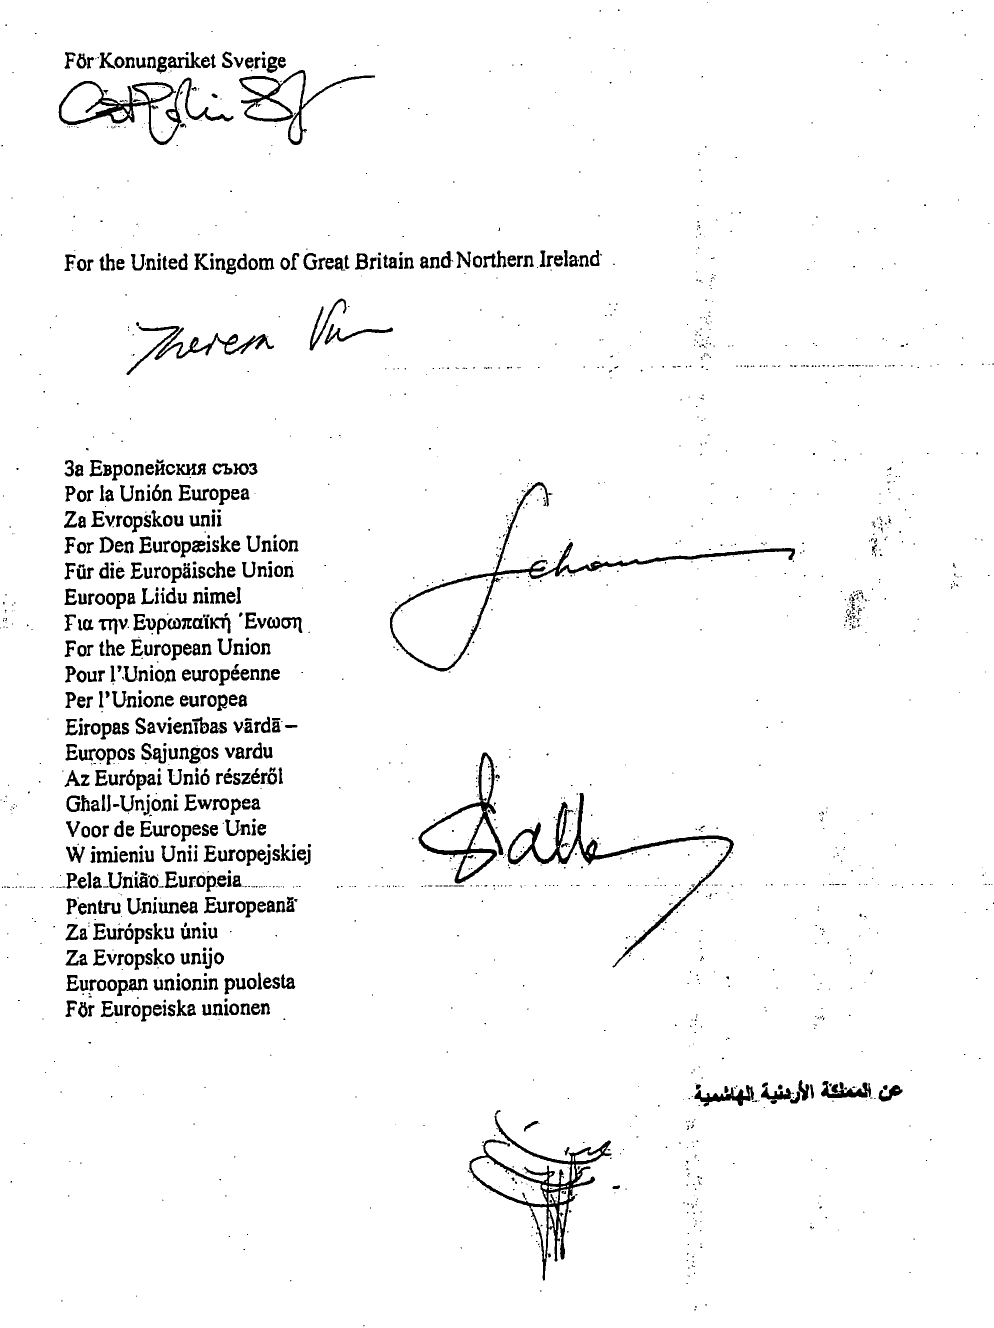 För Konungariket Sverige
For the United Kingdom of Great Britain and Northern Ireland
Theresa
За Европейския съюз
Por la Unión Europea
Za Evropskou unii
For Den Europæiske Union
Für die Europäische Union
Euroopa Liidu nimel
Για την Ευρωπαϊκή Ένωση
For the European Union
Pour l'Union européenne
Per l'Unione europea
Eiropas Savienības vārdā –
Europos Sąjungos vardu
Az Európai Unió részéről
Għall-Unjoni Ewropea
Voor de Europese Unie
W imieniu Unii Europejskiej
Pela União Europeia
Pentru Uniunea Europeană
Za Európsku úniu
Za Evropsko unijo
Euroopan unionin puolesta
För Europeiska unionen
عن المملكة الأردنية الهاشمية